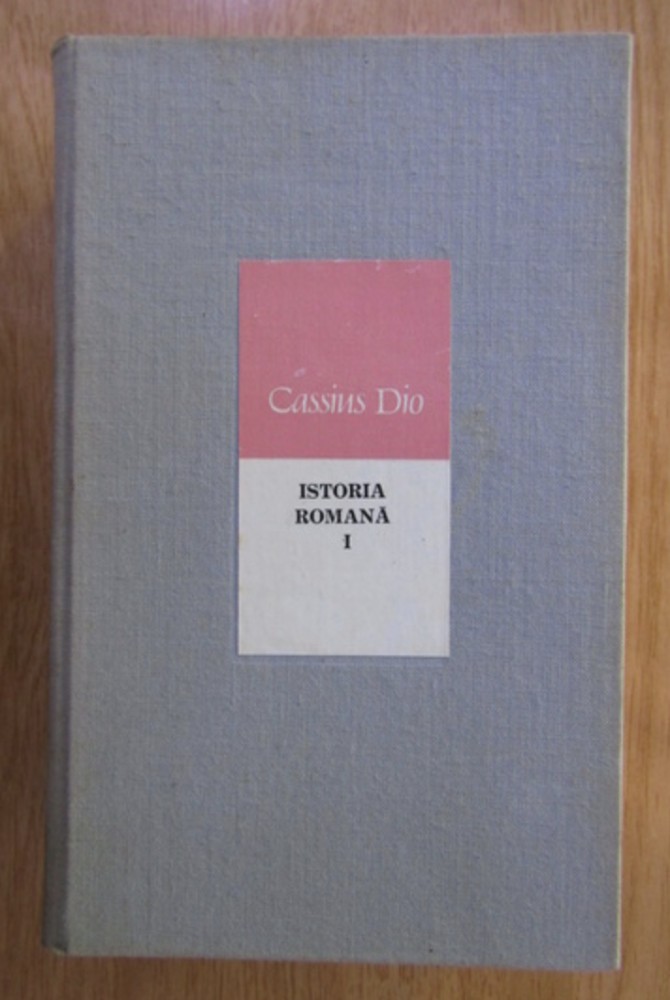 Cassius Dio
ISTORIA
ROMANĂ
I